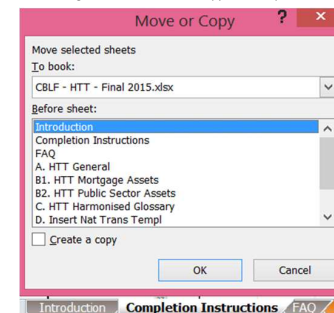 Move or Copy ? ×
Move selected sheets
To book:
CBLF - HTT - Final 2015.xlsx
Before sheet:
Introduction
Completion Instructions
FAQ
A. HTT General
B1. HTT Mortgage Assets
B2. HTT Public Sector Assets
C. HTT Harmonised Glossary
D. Insert Nat Trans Templ
Create a copy
OK Cancel
Introduction Completion Instructions FAQ